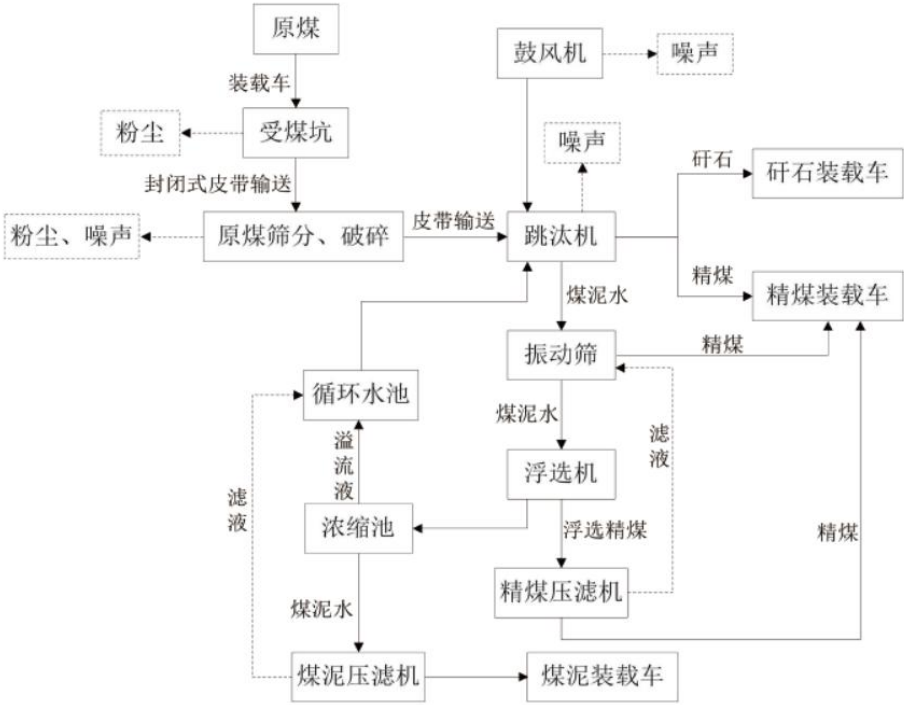 原煤
鼓风机
噪声
装载车
粉尘
受煤坑
噪声
矸石
矸石装载车
封闭式皮带输送
粉尘、噪声
原煤筛分、破碎
皮带输送
跳汰机
精煤
精煤装载车
煤泥水
振动筛
精煤
循环水池
煤泥水
滤液
溢流液
浮选机
滤液
浓缩池
浮选精煤
精煤
精煤压滤机
煤泥水
煤泥压滤机
煤泥装载车